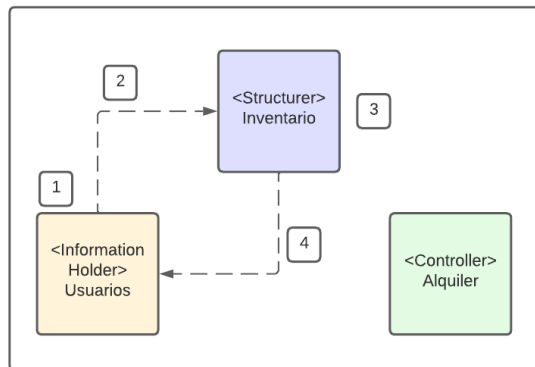 2
<Structurer>
Inventario
3
1
<Information
Holder>
Usuarios
4
<Controller>
Alquiler